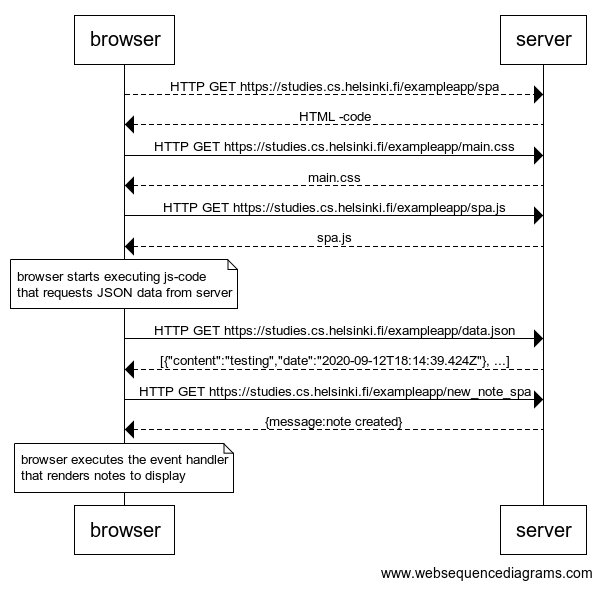 browser server
HTTP GET https://studies.cs.helsinki.fi/exampleapp/spa
HTML -code
HTTP GET https://studies.cs.helsinki.fi/exampleapp/main.css
main.css
HTTP GET https://studies.cs.helsinki.fi/exampleapp/spa.js
spa.js
browser starts executing js-code
that requests JSON data from server
HTTP GET https://studies.cs.helsinki.fi/exampleapp/data.json
[{"content":"testing","date":"2020-09-12T18:14:39.424Z"}, ...]
HTTP GET https://studies.cs.helsinki.fi/exampleapp/new_note_spa
{message:note created}
browser executes the event handler
that renders notes to display
browser server
www.websequencediagrams.com